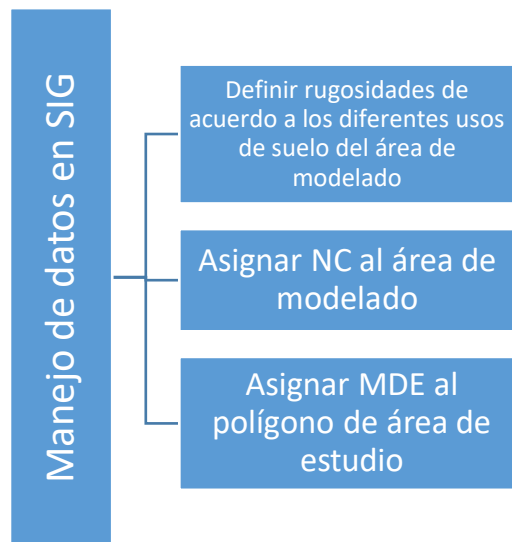 Manejo de datos en SIG
Definir rugosidades de
acuerdo a los diferentes usos
de suelo del área de
modelado
Asignar NC al área de
modelado
Asignar MDE al
polígono de área de
estudio